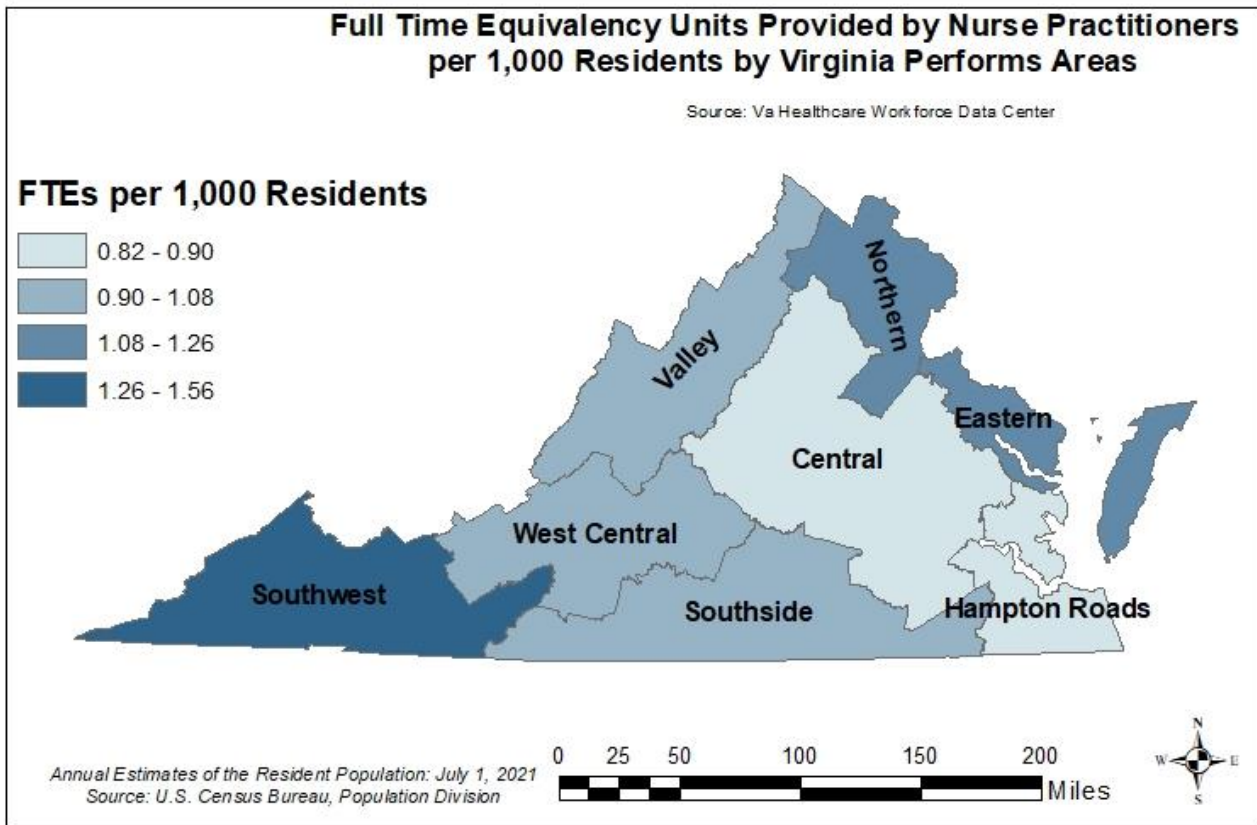 Full Time Equivalency Units Provided by Nurse Practitioners
per 1,000 Residents by Virginia Performs Areas
Source: Va Healthcare Workforce Data Center
FTEs per 1,000 Residents
0.82 - 0.90
0.90 - 1.08
1.08 - 1.26
1.26 - 1.56
Northern
Valley
Eastern
Central
West Central
Southwest
Southside
Hampton Roads
Annual Estimates of the Resident Population: July 1, 2021
Source: U.S. Census Bureau, Population Division
0 25 50 100 150 200
Miles
N
W E
S